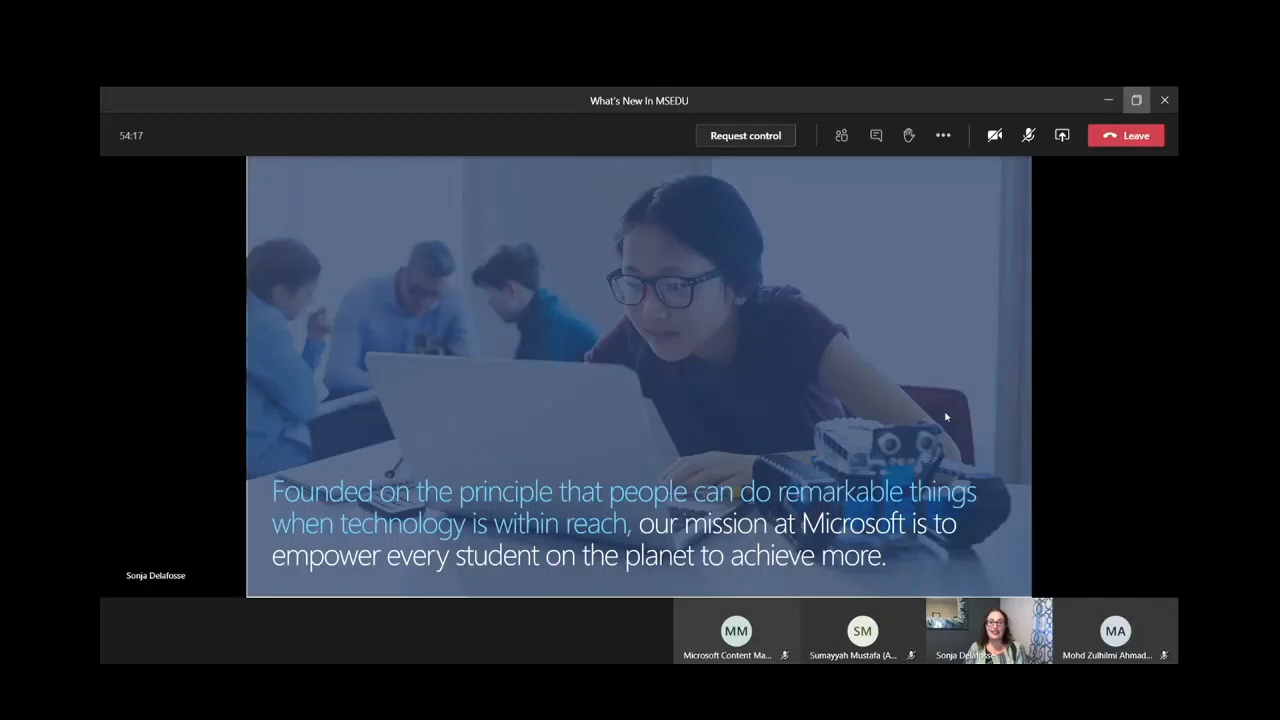 What's New In MSEDU
54:17
Request control
Leave
Founded on the principle that people can do remarkable things
when technology is within reach, our mission at Microsoft is to
empower every student on the planet to achieve more.
Sonja Delafosse
MM
SM
MA
Microsoft Content Ma...
Sumayyah Mustafa (A...
Sonja Delafosse
Mohd Zulhilmi Ahmad...